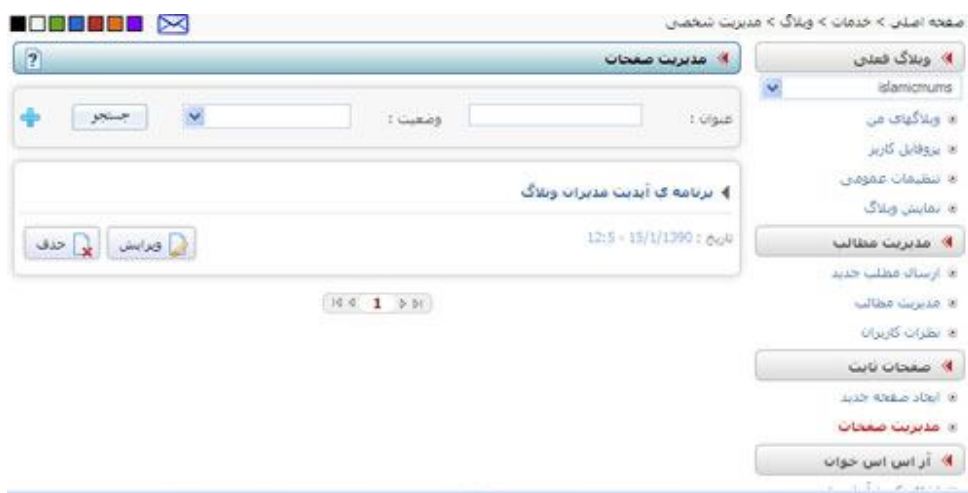 صفحه اصلی > خدمات > وبلاگ > مدیریت شخصی
وبلاگ فعلی
islamicmums
وبلاگهای من
پروفایل کاربر
تنظیمات عمومی
نمایش وبلاگ
مدیریت مطالب
ارسال مطلب جدید
مدیریت مطالب
نظرات کاربران
صفحات ثابت
ایجاد صفحه جدید
مدیریت صفحات
آر اس اس خوان
مدیریت صفحات
?
عنوان :
وضعیت :
جستجو
برنامه ی آپدیت مدیران وبلاگ
تاریخ : 15/1/1390 - 12:5
ویرایش
حذف
1